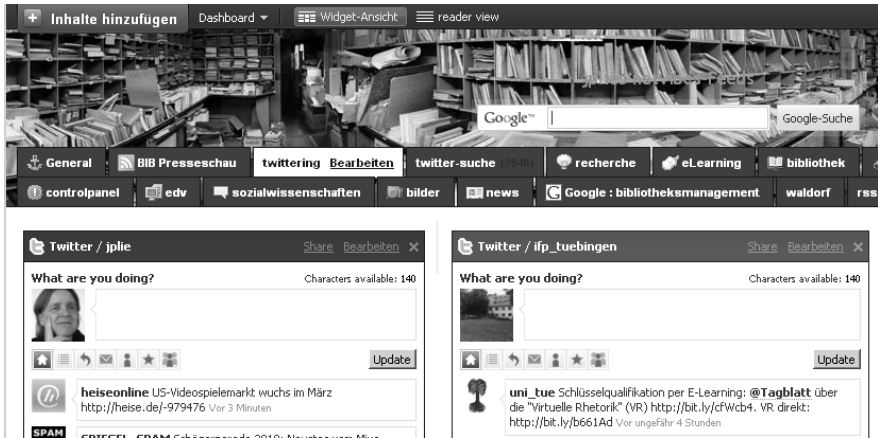 Inhalte hinzufügen Dashboard Widget-Ansicht reader view
Google™ Google-Suche
General BIB Presseschau twittering Bearbeiten twitter-suche (2940) recherche eLearning bibliothek
controlpanel edv sozialwissenschaften bilder news Google : bibliotheksmanagement waldorf rss
Twitter / jplie Share Bearbeiten
What are you doing? Characters available: 140
Update
heiseonline US-Videospielemarkt wuchs im März
http://heise.de/-979476 Vor 3 Minuten
SPAM
Twitter / ifp_tuebingen Share Bearbeiten
What are you doing? Characters available: 140
Update
uni_tue Schlüsselqualifikation per E-Learning: @Tagblatt über
die "Virtuelle Rhetorik" (VR) http://bit.ly/cfWcb4. VR direkt:
http://bit.ly/b661Ad Vor ungefähr 4 Stunden